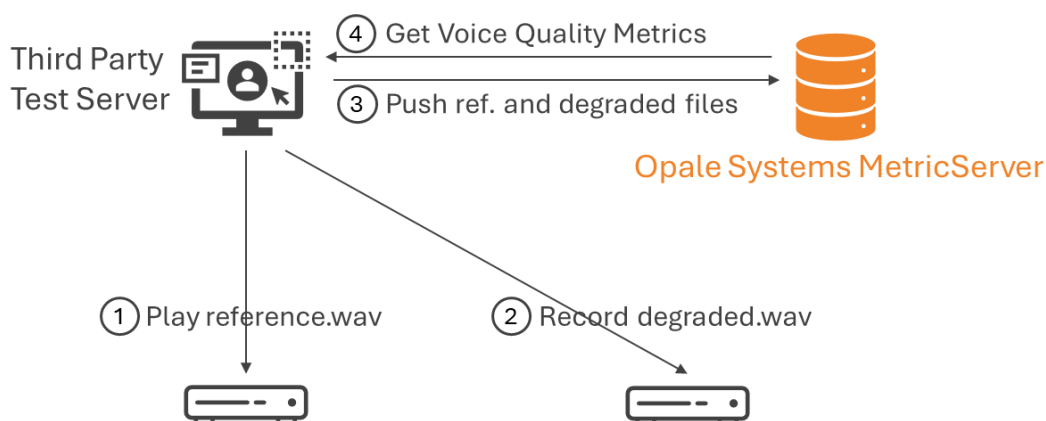 4 Get Voice Quality Metrics
Third Party
Test Server
3 Push ref. and degraded files
Opale Systems MetricServer
1 Play reference.wav
2 Record degraded.wav